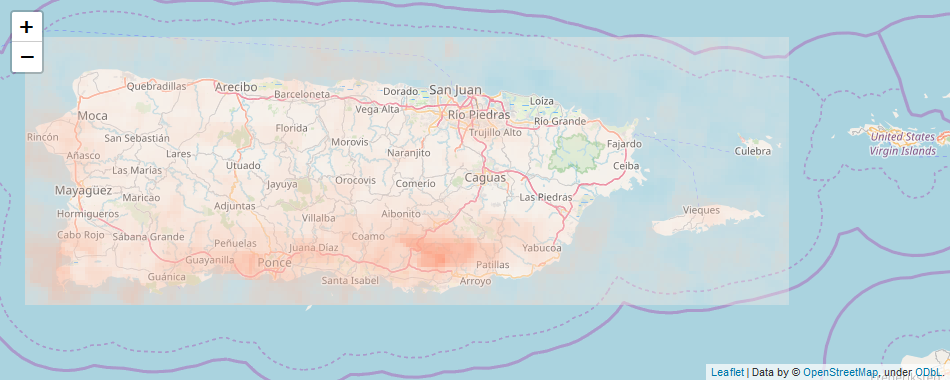 +
−
Quebradillas
Arecibo
Barceloneta
Dorado
San Juan
Loíza
Vega Alta
Río Piedras
Río Grande
Moca
Florida
Trujillo Alto
Rincón
San Sebastián
Morovis
Fajardo
Añasco
Lares
Naranjito
Culebra
United States
Virgin Islands
Las Marías
Utuado
Ceiba
Mayagüez
Jayuya
Orocovis
Comerío
Caguas
Maricao
Las Piedras
Hormigueros
Adjuntas
Villalba
Aibonito
Vieques
Cabo Rojo
Sábana Grande
Peñuelas
Juana Díaz
Coamo
Yabucoa
Guayanilla
Ponce
Patillas
Guánica
Santa Isabel
Arroyo
Leaflet | Data by © OpenStreetMap, under ODbL.